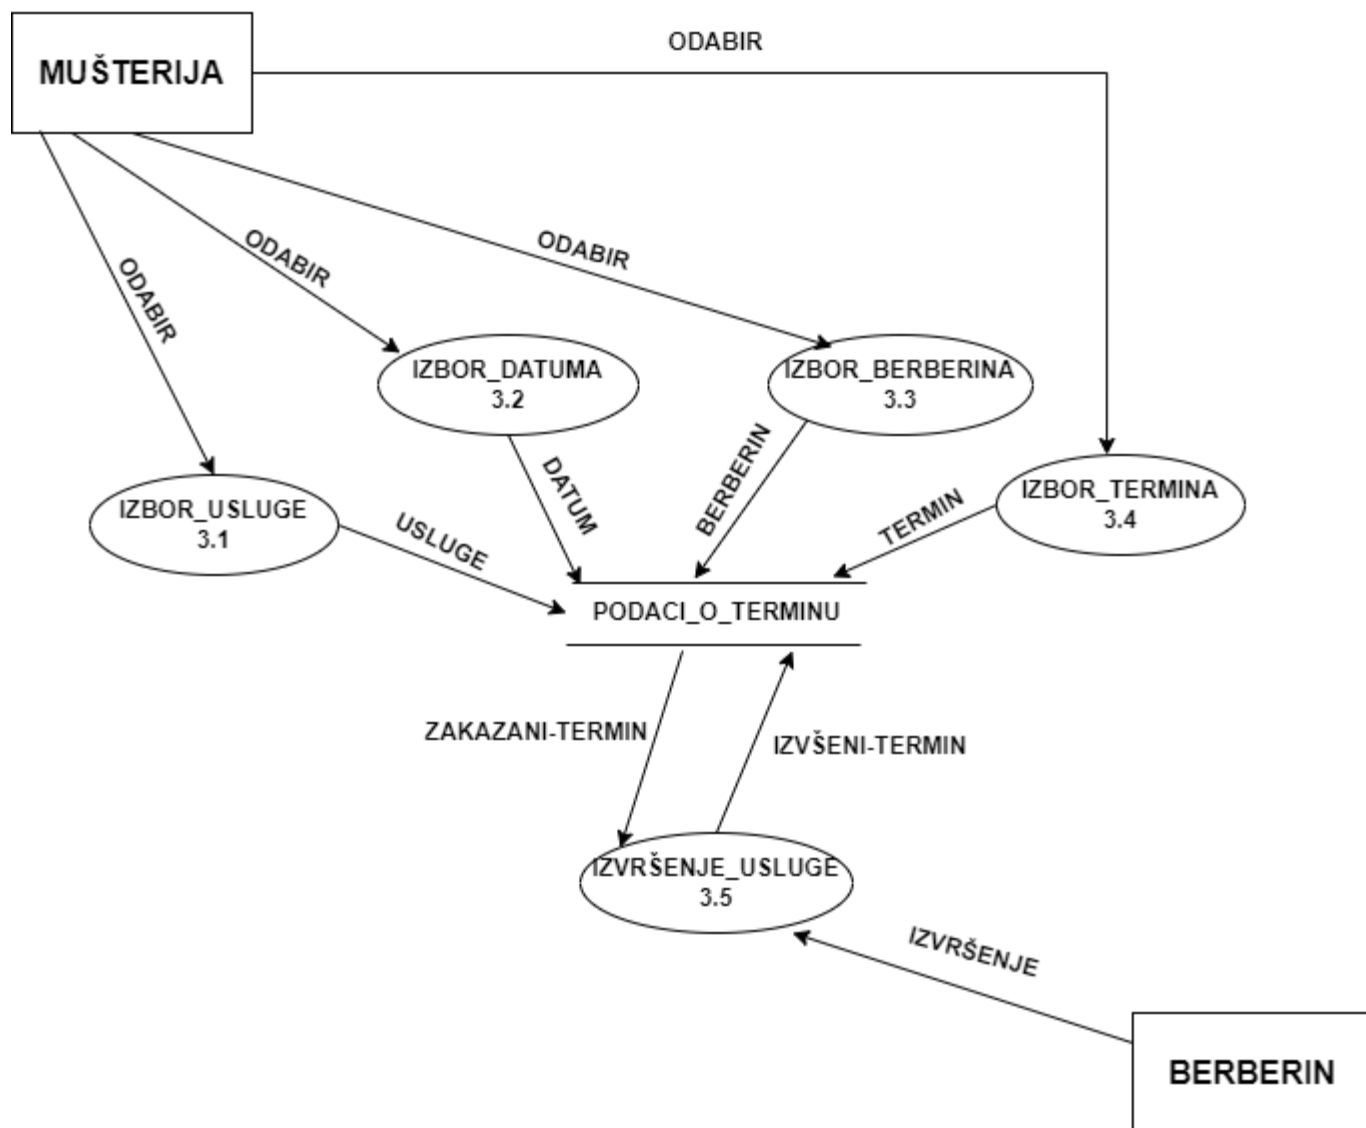 ODABIR
MUŠTERIJA
ODABIR
ODABIR
ODABIR
IZBOR_DATUMA
3.2
IZBOR_BERBERINA
3.3
IZBOR_USLUGE
3.1
IZBOR_TERMINA
3.4
USLUGE
DATUM
BERBERIN
TERMIN
PODACI_O_TERMINU
ZAKAZANI-TERMIN
IZVŠENI-TERMIN
IZVRŠENJE_USLUGE
3.5
IZVRŠENJE
BERBERIN